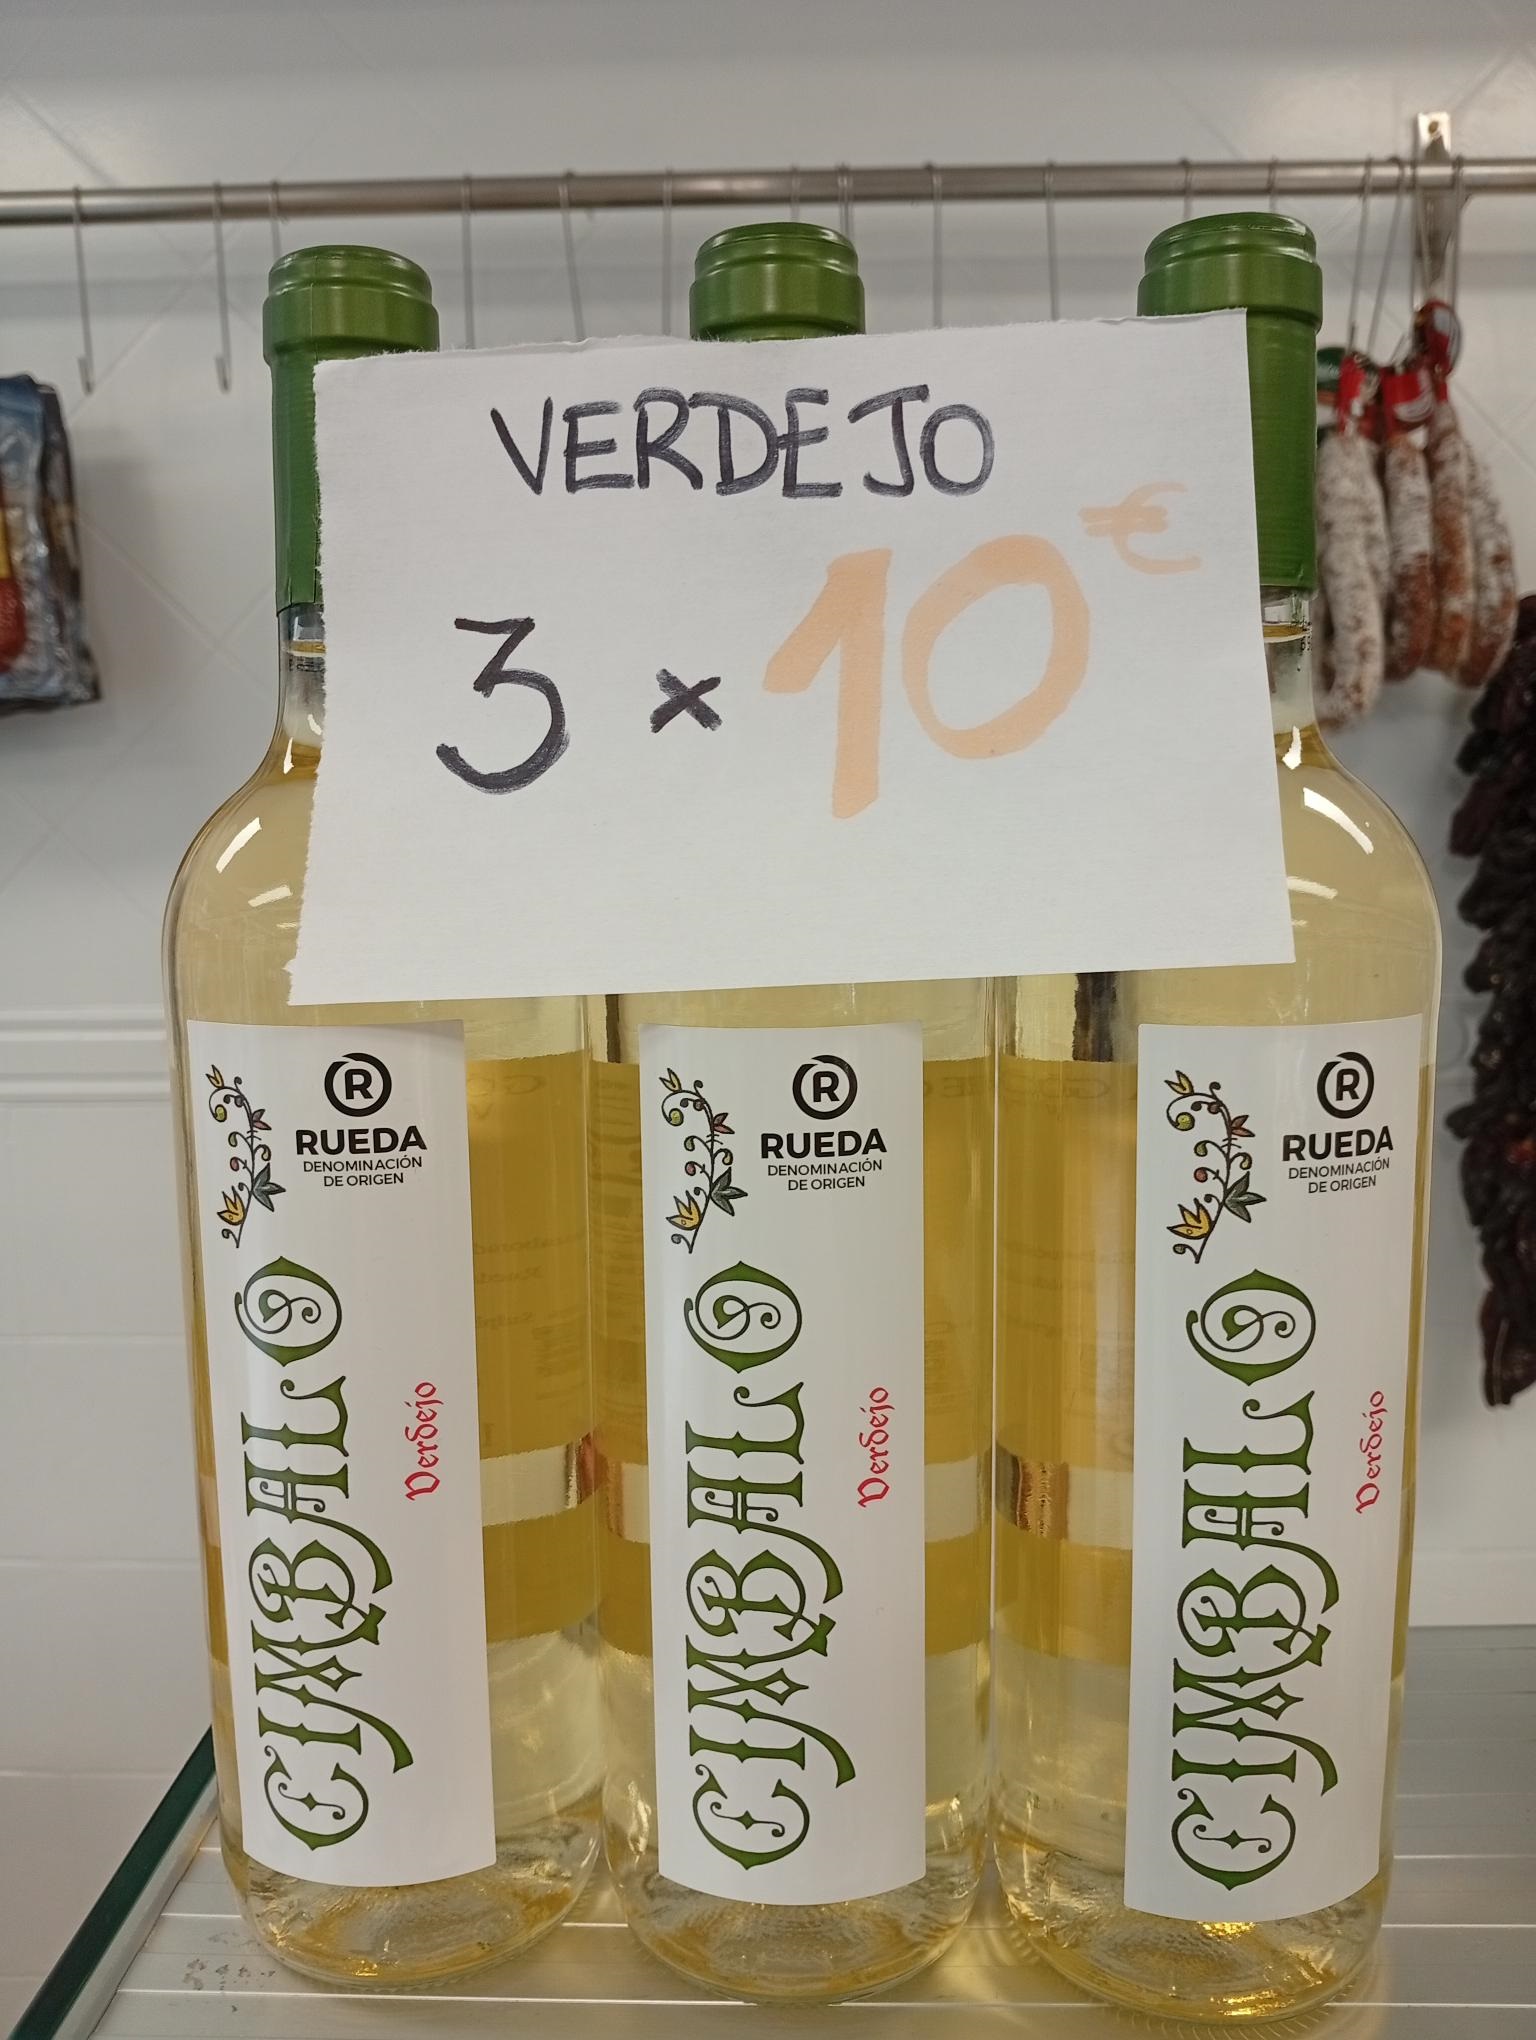 VERDEJO
3 x 10€
R
RUEDA
DENOMINACIÓN
DE ORIGEN
CIMBALO
Verdejo
R
RUEDA
DENOMINACIÓN
DE ORIGEN
CIMBALO
Verdejo
R
RUEDA
DENOMINACIÓN
DE ORIGEN
CIMBALO
Verdejo